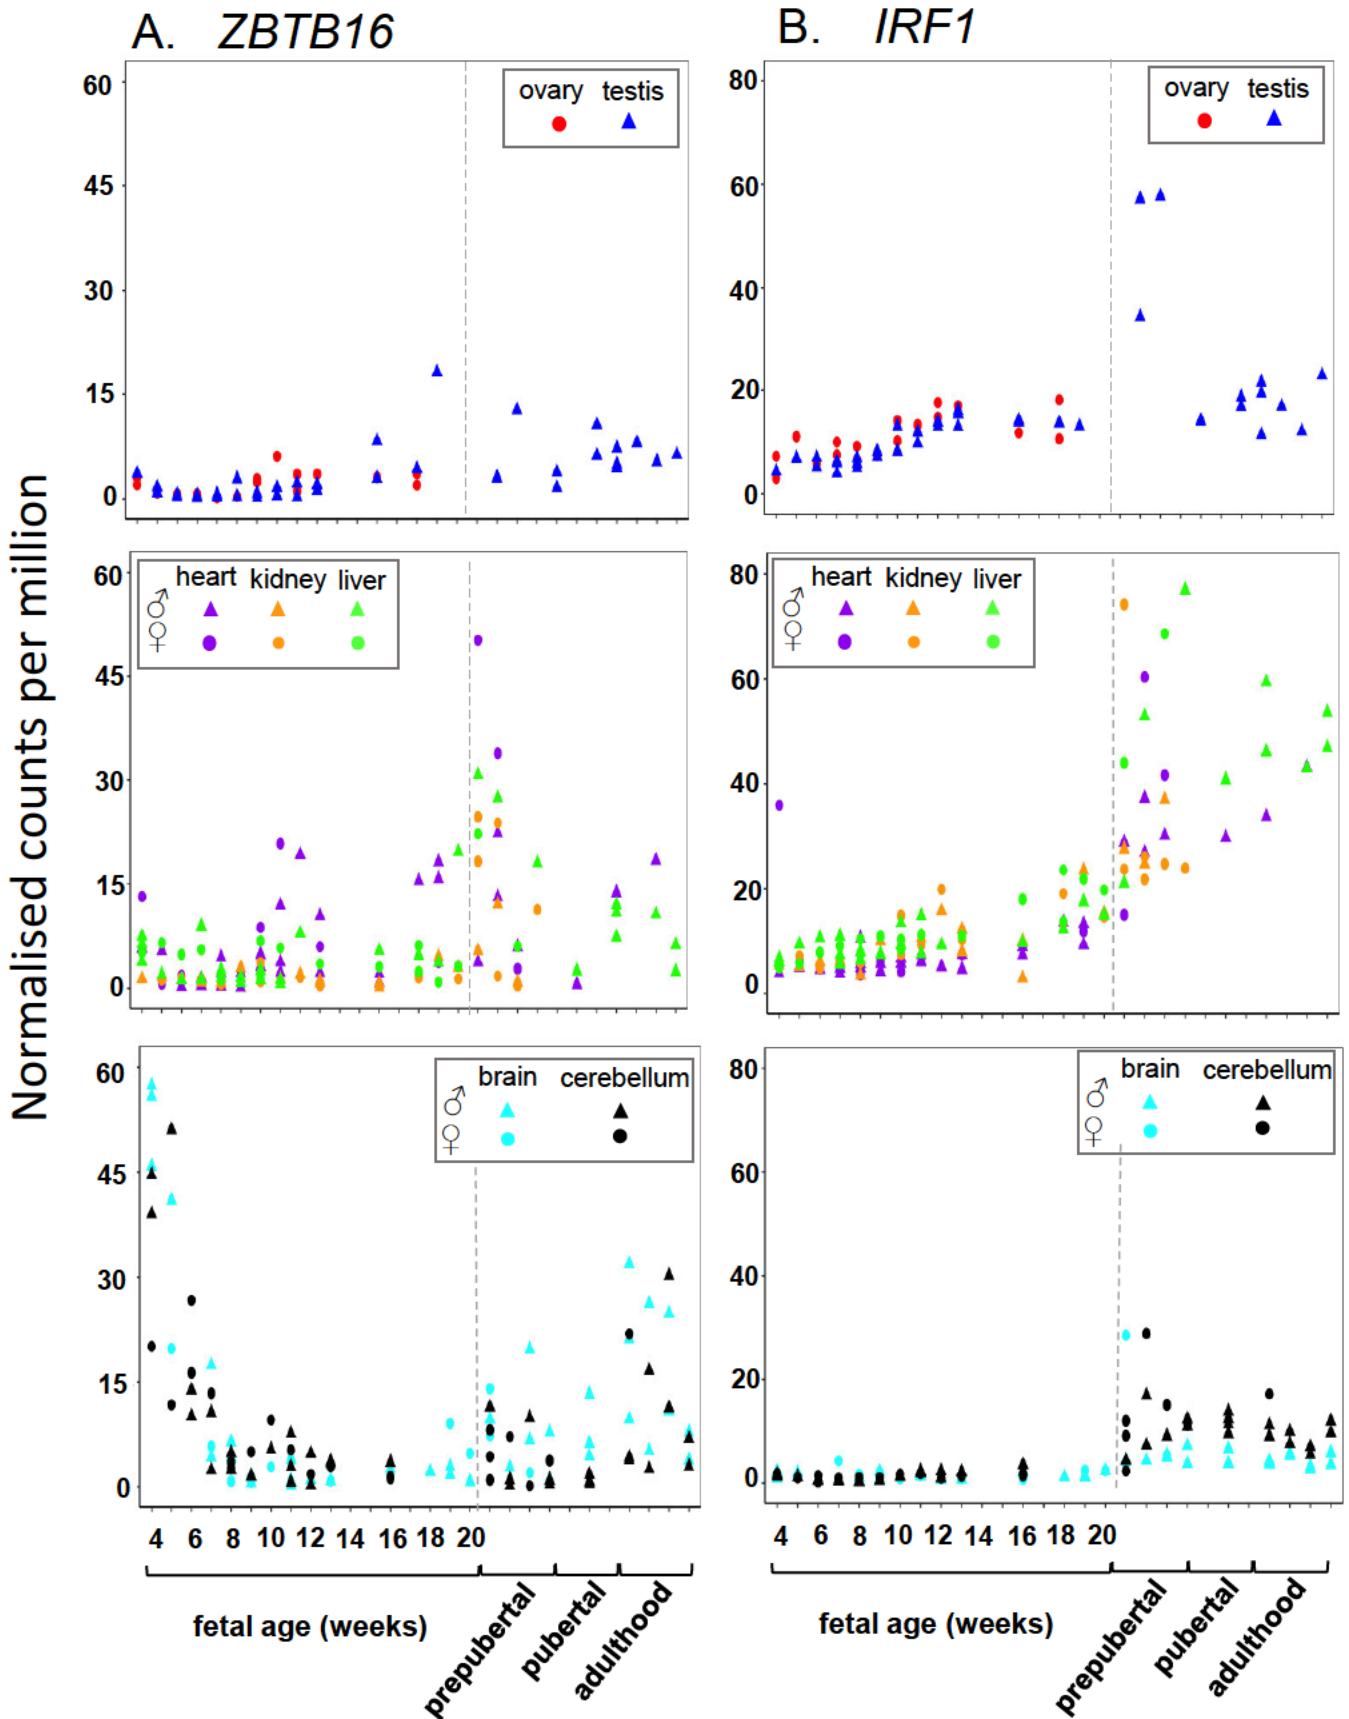 A. ZBTB16
B. IRF1
Normalised counts per million
60
45
30
15
0
ovary testis
80
60
40
20
0
ovary testis
60
45
30
15
0
heart kidney liver
♂
♀
80
60
40
20
0
heart kidney liver
♂
♀
60
45
30
15
0
brain cerebellum
♂
♀
80
60
40
20
0
brain cerebellum
♂
♀
4 6 8 10 12 14 16 18 20
fetal age (weeks)
prepubertal
pubertal
adulthood
4 6 8 10 12 14 16 18 20
fetal age (weeks)
prepubertal
pubertal
adulthood